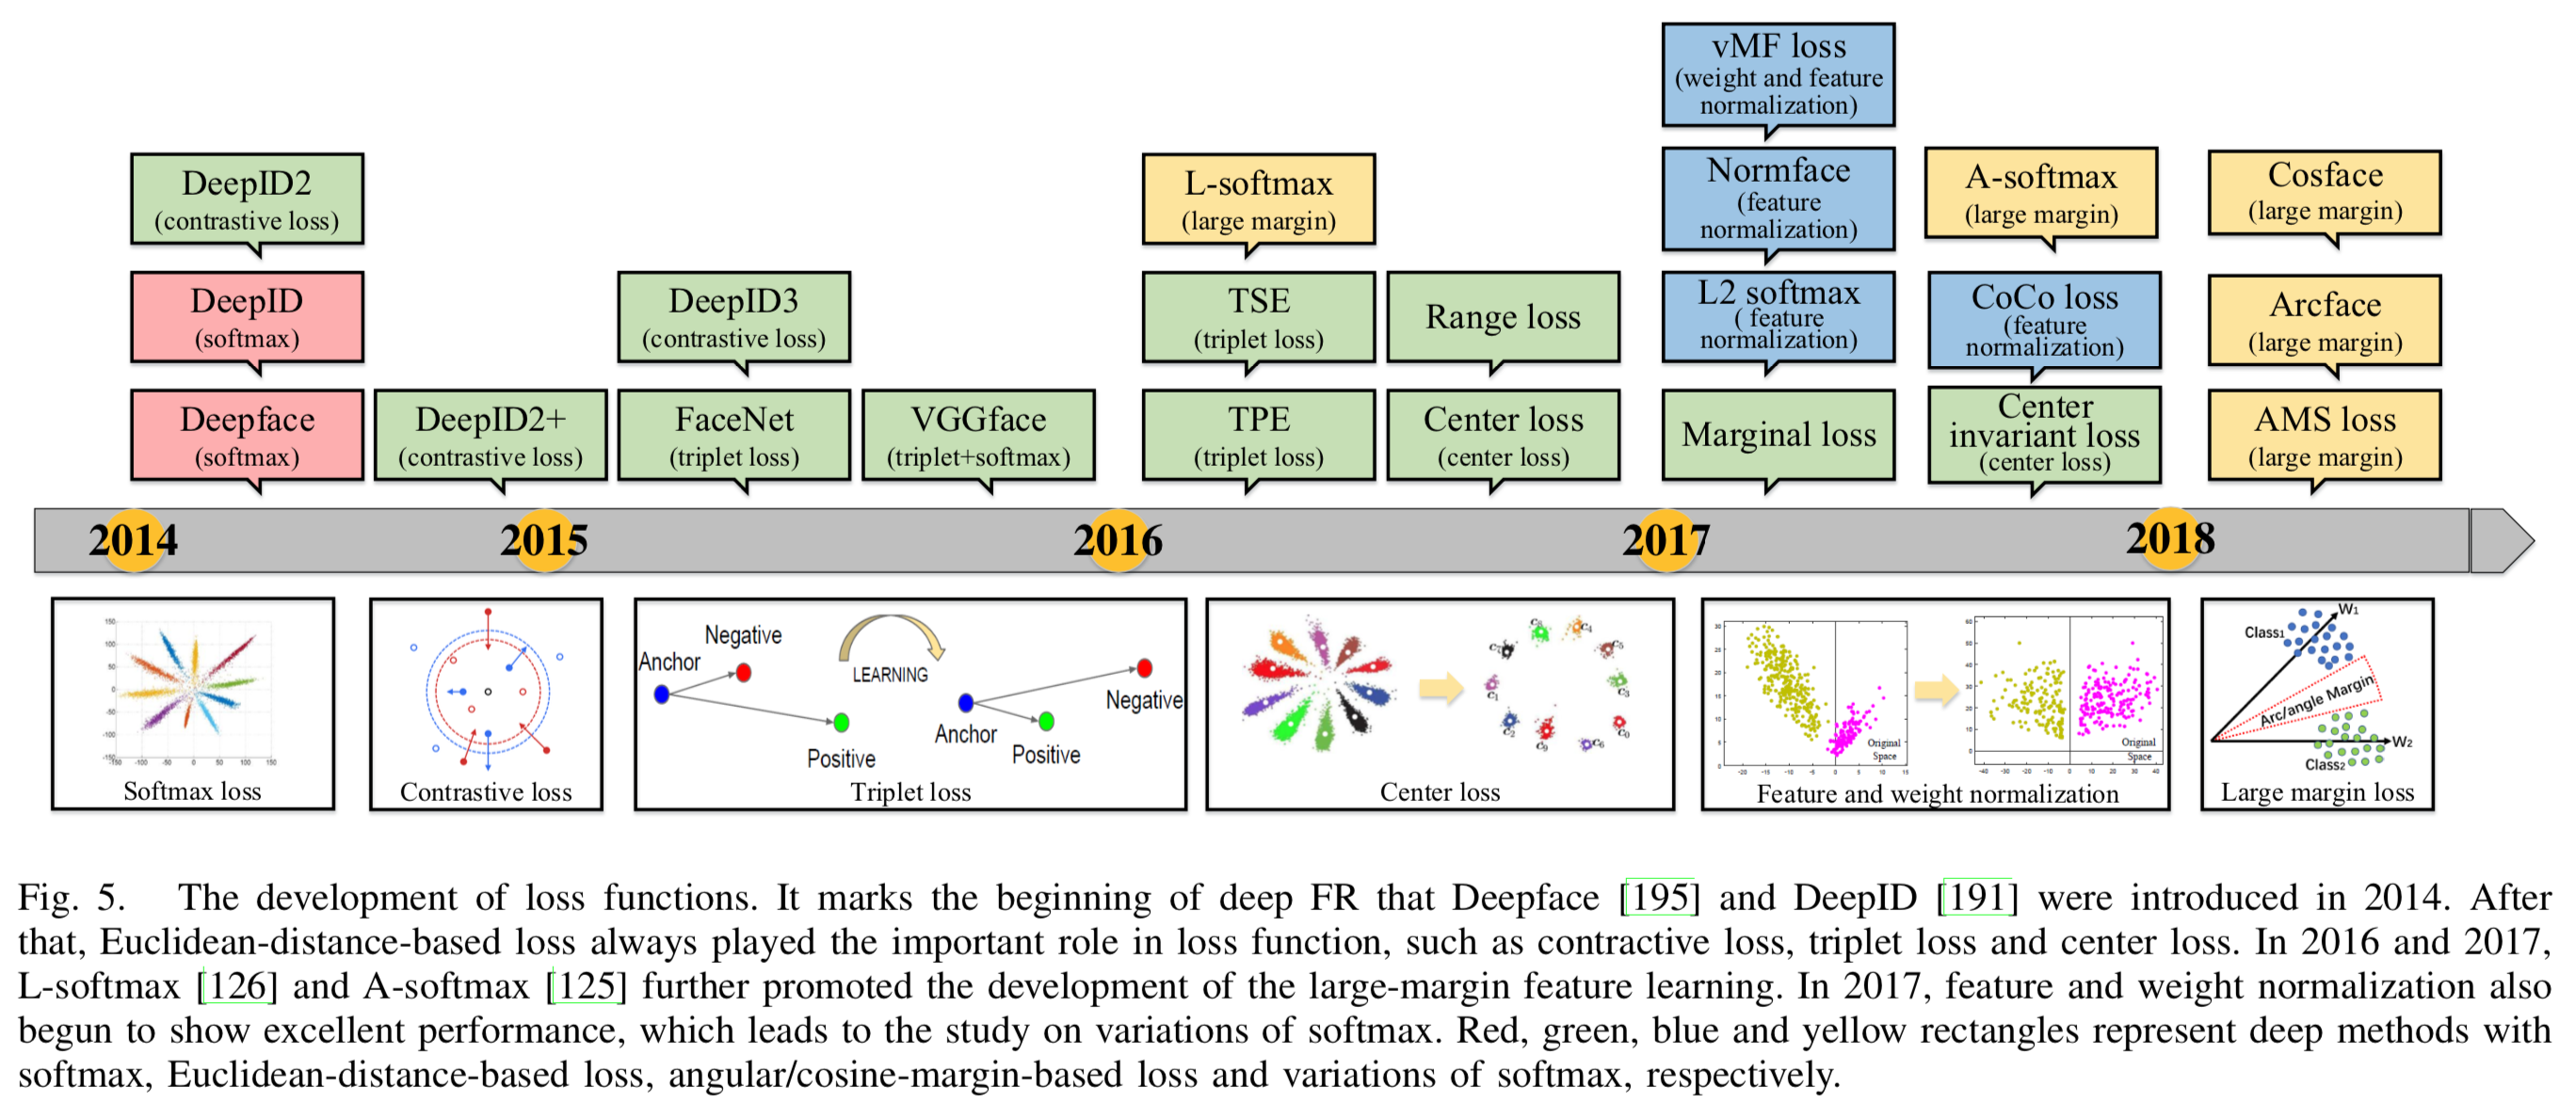 vMF loss
(weight and feature
normalization)
DeepID2
(contrastive loss)
L-softmax
(large margin)
Normface
(feature
normalization)
A-softmax
(large margin)
Cosface
(large margin)
DeepID
(softmax)
DeepID3
(contrastive loss)
TSE
(triplet loss)
Range loss
L2 softmax
( feature
normalization)
CoCo loss
(feature
normalization)
Arcface
(large margin)
Deepface
(softmax)
DeepID2+
(contrastive loss)
FaceNet
(triplet loss)
VGGface
(triplet+softmax)
TPE
(triplet loss)
Center loss
(center loss)
Marginal loss
Center
invariant loss
(center loss)
AMS loss
(large margin)
2014
2015
2016
2017
2018
Softmax loss
Contrastive loss
Anchor
Negative
Positive
LEARNING
Anchor
Negative
Positive
Triplet loss
Center loss
Original
Space
Original
Space
Feature and weight normalization
W1
Class1
Arc/angle Margin
W2
Class2
Large margin loss
Fig. 5. The development of loss functions. It marks the beginning of deep FR that Deepface [195] and DeepID [191] were introduced in 2014. After
that, Euclidean-distance-based loss always played the important role in loss function, such as contractive loss, triplet loss and center loss. In 2016 and 2017,
L-softmax [126] and A-softmax [125] further promoted the development of the large-margin feature learning. In 2017, feature and weight normalization also
begun to show excellent performance, which leads to the study on variations of softmax. Red, green, blue and yellow rectangles represent deep methods with
softmax, Euclidean-distance-based loss, angular/cosine-margin-based loss and variations of softmax, respectively.